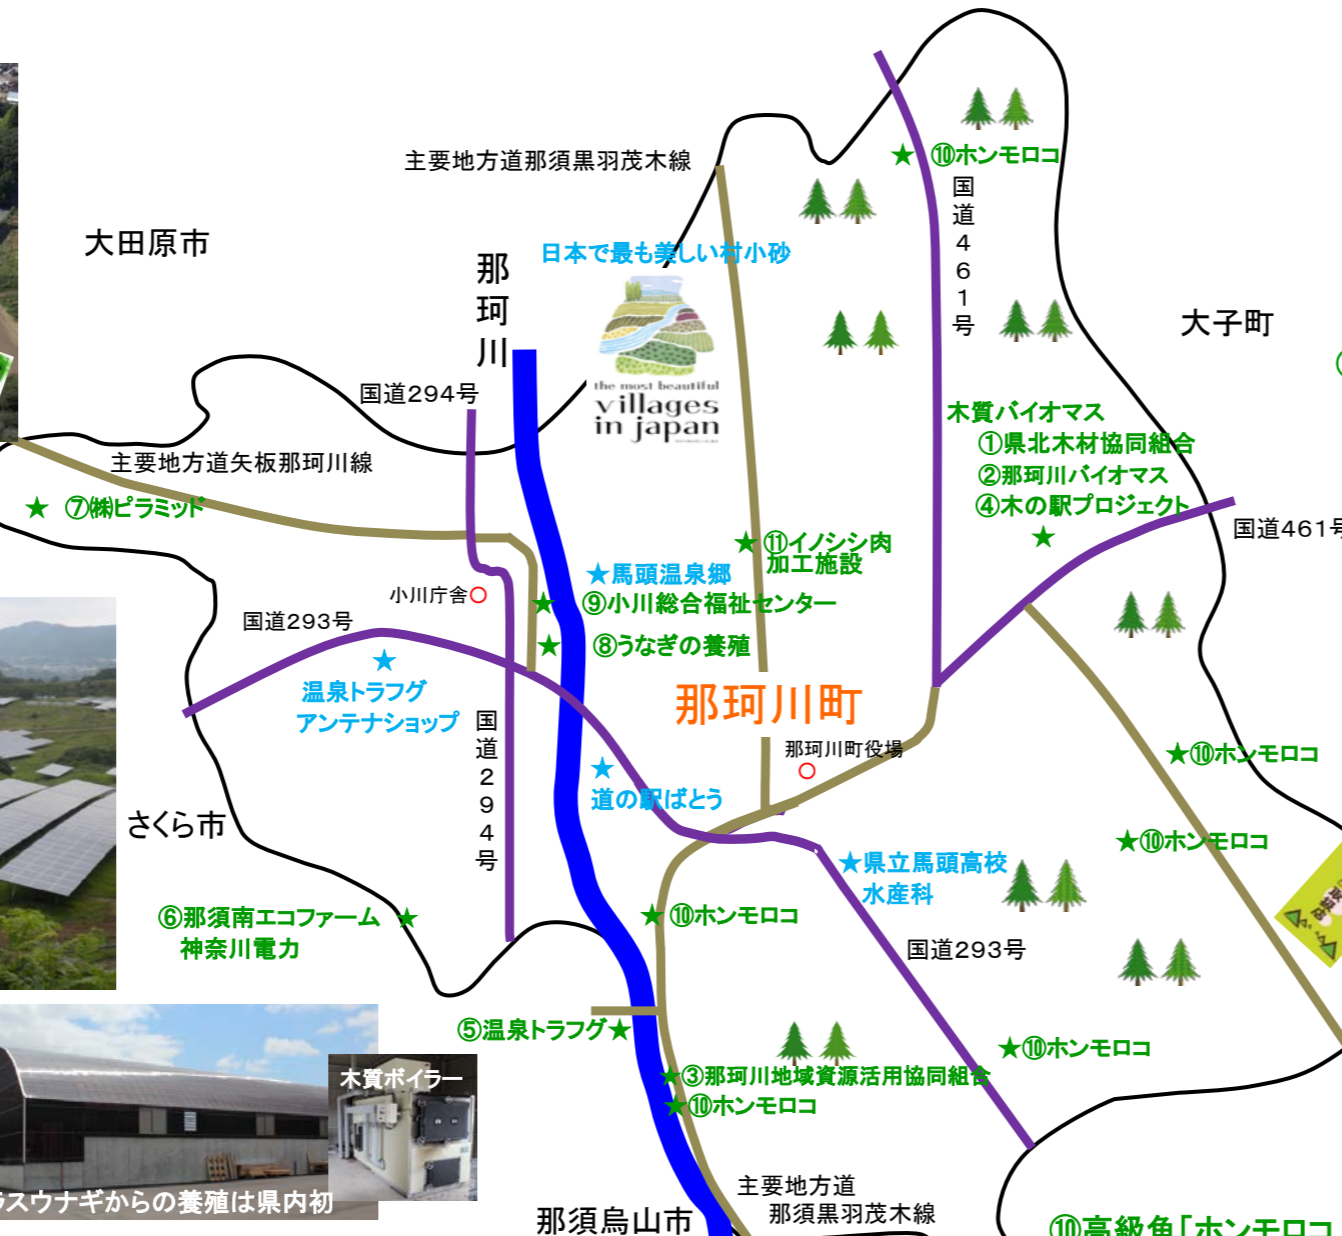 主要地方道那須黒羽茂木線
⑩ホンモロコ
国道461号
大田原市
那珂川
日本で最も美しい村小砂
the most beautiful
villages
in japan
大子町
国道294号
木質バイオマス
①県北木材協同組合
②那珂川バイオマス
④木の駅プロジェクト
主要地方道矢板那珂川線
⑦㈱ピラミッド
国道461号
⑪イノシシ肉
加工施設
★馬頭温泉郷
小川庁舎
⑨小川総合福祉センター
国道293号
⑧うなぎの養殖
温泉トラフグ
アンテナショップ
那珂川町
国道294号
那珂川町役場
★⑩ホンモロコ
道の駅ばとう
さくら市
★⑩ホンモロコ
★県立馬頭高校
水産科
⑥那須南エコファーム
神奈川電力
⑩ホンモロコ
国道293号
⑤温泉トラフグ★
★⑩ホンモロコ
木質ボイラー
★③那珂川地域資源活用協同組合
★⑩ホンモロコ
ラスウナギからの養殖は県内初
主要地方道
那須黒羽茂木線
那須烏山市
⑩高級魚「ホンモロコ